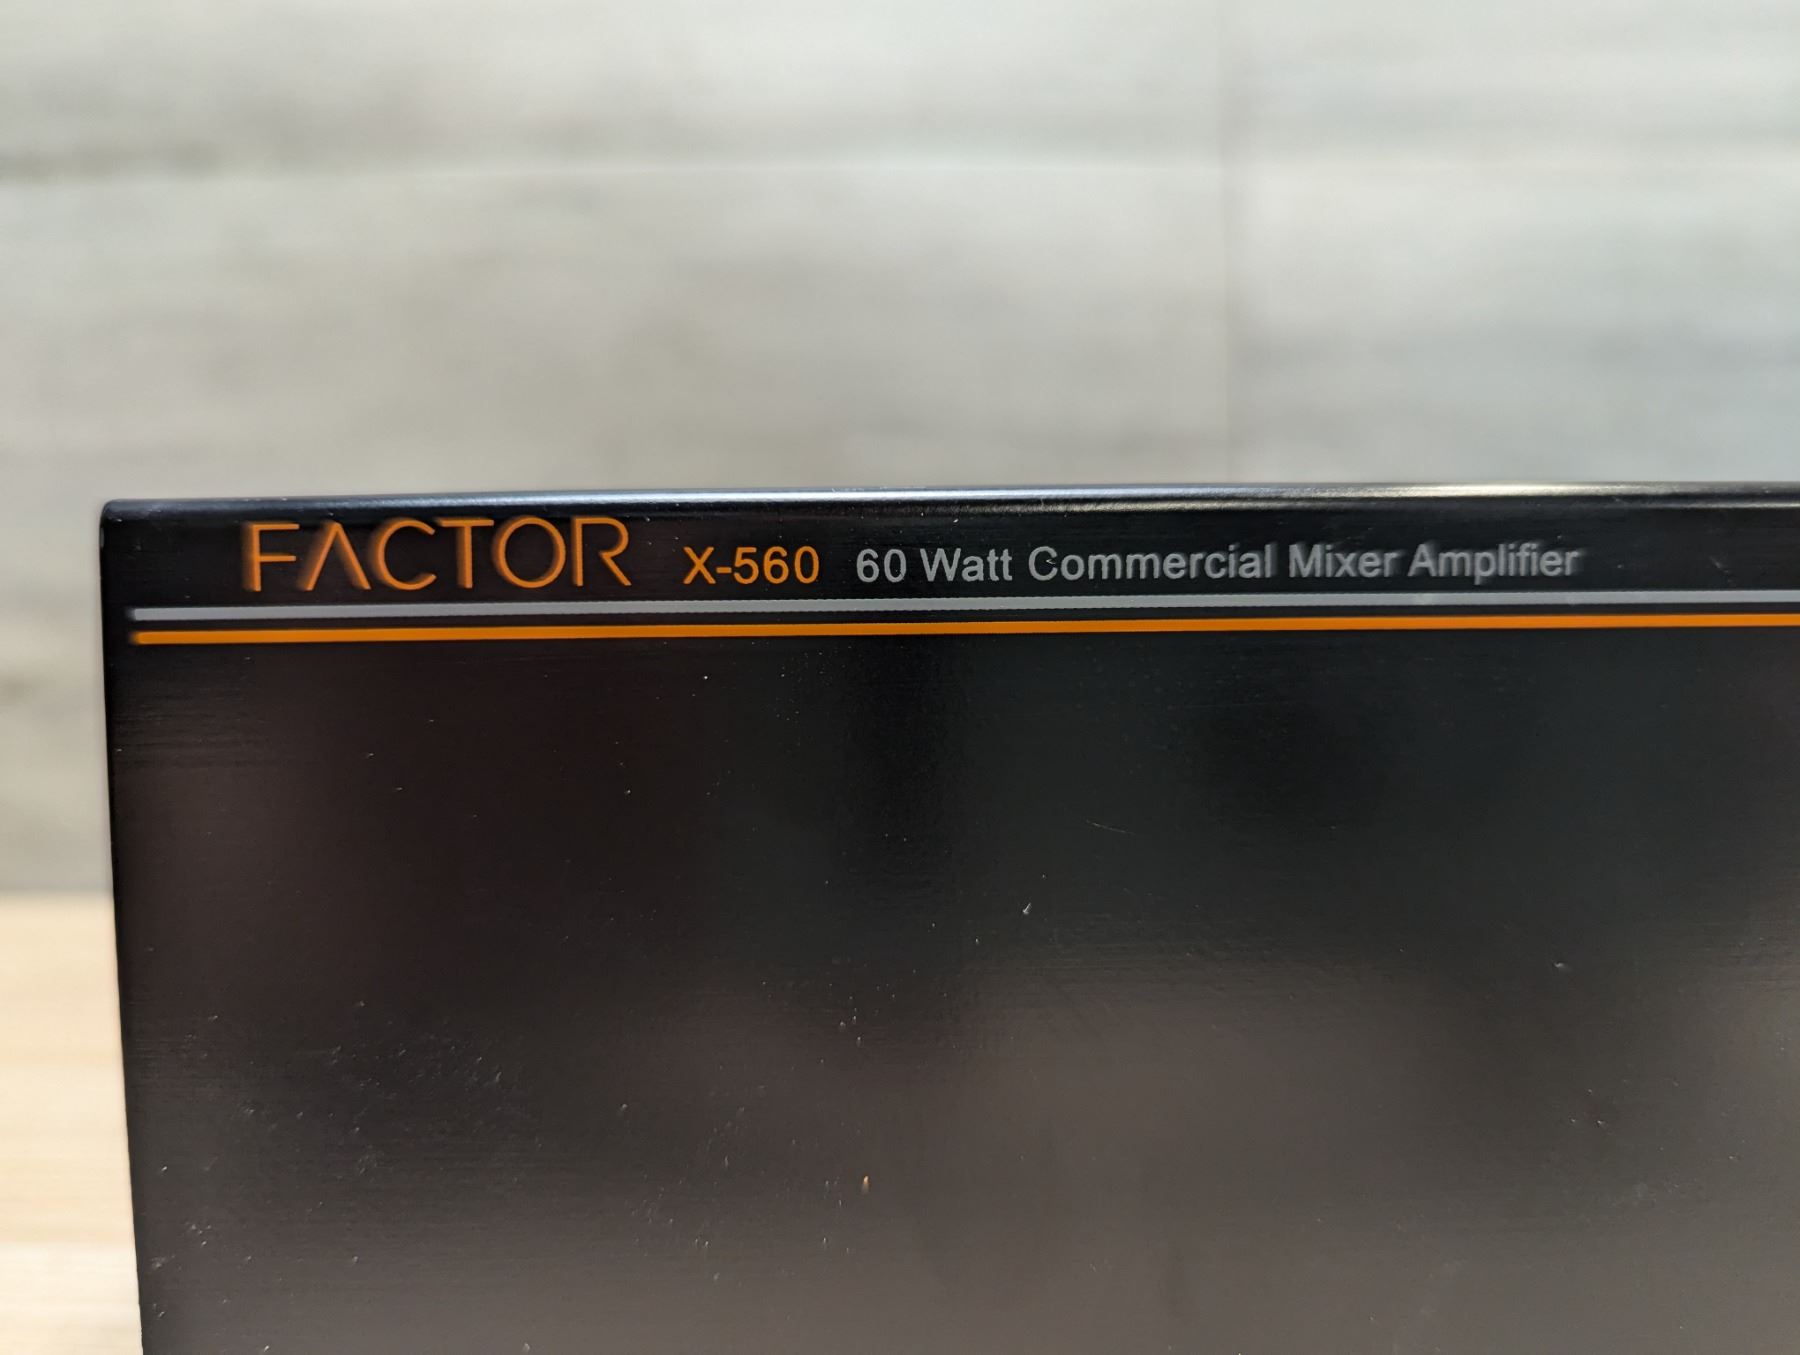 FACTOR X-560 60 Watt Commercial Mixer Amplifier